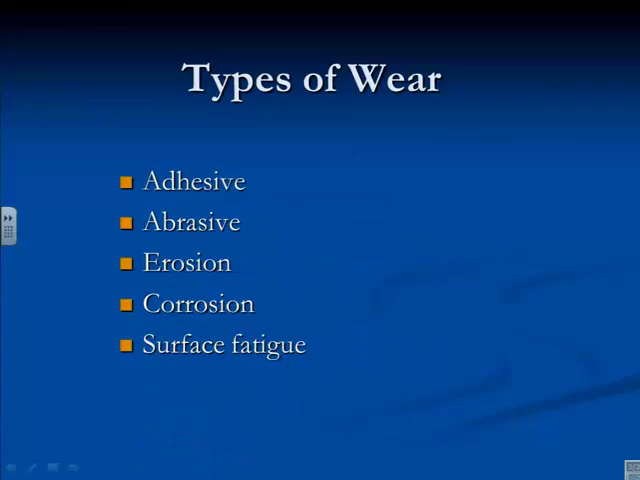 Types of Wear
Adhesive
Abrasive
Erosion
Corrosion
Surface fatigue